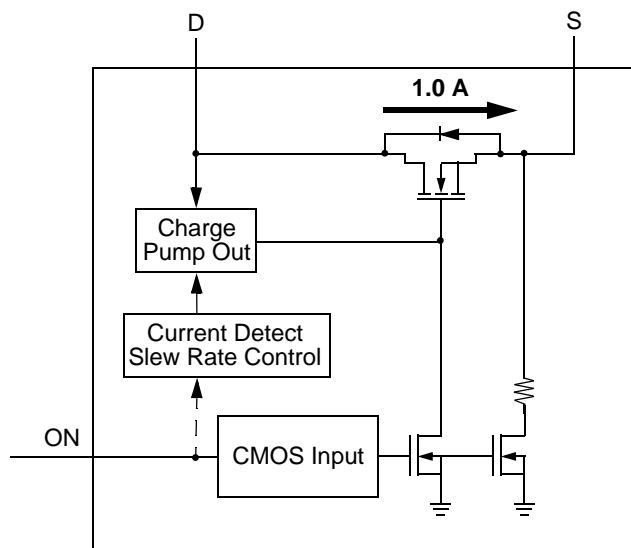 D
S
1.0 A
Charge
Pump Out
Current Detect
Slew Rate Control
ON
CMOS Input